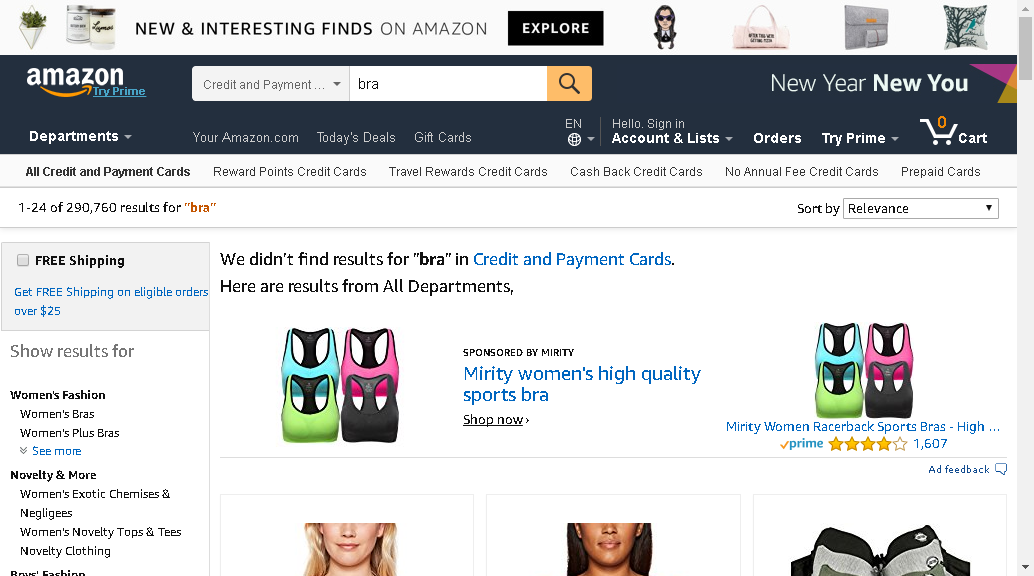 NEW & INTERESTING FINDS ON AMAZON EXPLORE
amazon
Try Prime
Credit and Payment ... bra
New Year New You
Departments
Your Amazon.com Today's Deals Gift Cards
EN
Hello. Sign in
Account & Lists
Orders
Try Prime
0
Cart
All Credit and Payment Cards Reward Points Credit Cards Travel Rewards Credit Cards Cash Back Credit Cards No Annual Fee Credit Cards Prepaid Cards
1-24 of 290,760 results for "bra"
Sort by Relevance
FREE Shipping
Get FREE Shipping on eligible orders
over $25
Show results for
Women's Fashion
Women's Bras
Women's Plus Bras
See more
Novelty & More
Women's Exotic Chemises &
Negligees
Women's Novelty Tops & Tees
Novelty Clothing
Boys' Fashion
We didn't find results for "bra" in Credit and Payment Cards.
Here are results from All Departments,
SPONSORED BY MIRITY
Mirity women's high quality
sports bra
Shop now ›
Mirity Women Racerback Sports Bras - High ...
prime 1,607
Ad feedback